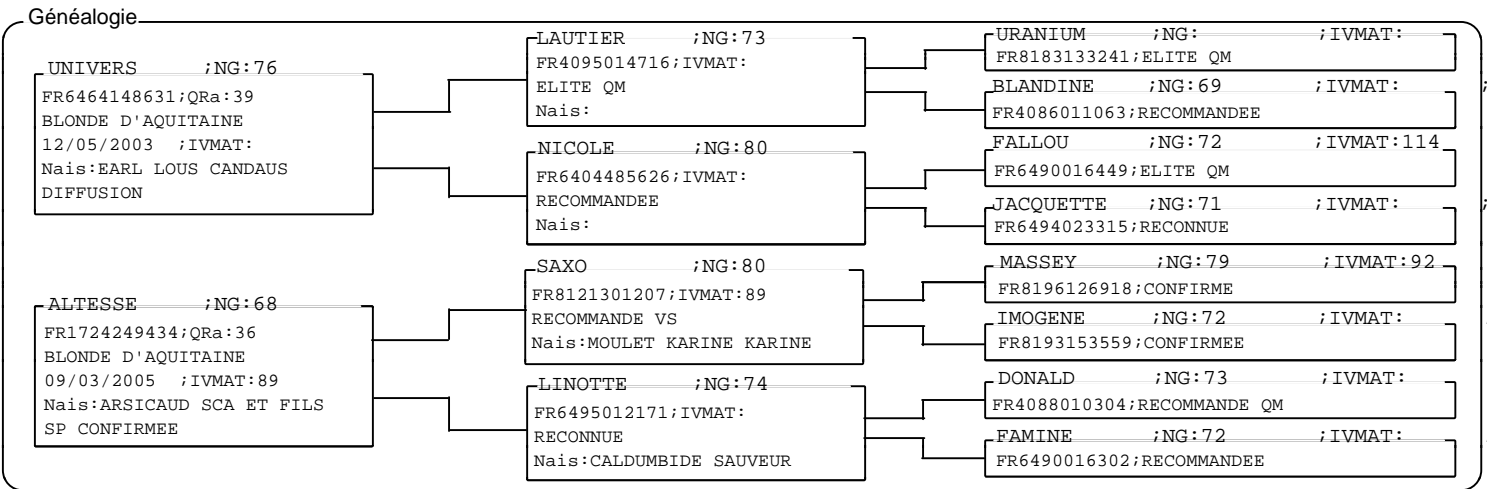 Généalogie
UNIVERS ;NG:76
FR6464148631;QRa:39
BLONDE D'AQUITAINE
12/05/2003 ;IVMAT:
Nais:EARL LOUS CANDAUS
DIFFUSION
ALTESSE ;NG:68
FR1724249434;QRa:36
BLONDE D'AQUITAINE
09/03/2005 ;IVMAT:89
Nais:ARSICAUD SCA ET FILS
SP CONFIRMEE
LAUTIER ;NG:73
FR4095014716;IVMAT:
ELITE QM
Nais:
NICOLE ;NG:80
FR6404485626;IVMAT:
RECOMMANDEE
Nais:
SAXO ;NG:80
FR8121301207;IVMAT:89
RECOMMANDE VS
Nais:MOULET KARINE KARINE
LINOTTE ;NG:74
FR6495012171;IVMAT:
RECONNUE
Nais:CALDUMBIDE SAUVEUR
URANIUM ;NG: ;IVMAT:
FR8183133241;ELITE QM
BLANDINE ;NG:69 ;IVMAT: ;
FR4086011063;RECOMMANDEE
FALLOU ;NG:72 ;IVMAT:114
FR6490016449;ELITE QM
JACQUETTE ;NG:71 ;IVMAT: ;
FR6494023315;RECONNUE
MASSEY ;NG:79 ;IVMAT:92
FR8196126918;CONFIRME
IMOGENE ;NG:72 ;IVMAT:
FR8193153559;CONFIRMEE
DONALD ;NG:73 ;IVMAT:
FR4088010304;RECOMMANDE QM
FAMINE ;NG:72 ;IVMAT:
FR6490016302;RECOMMANDEE